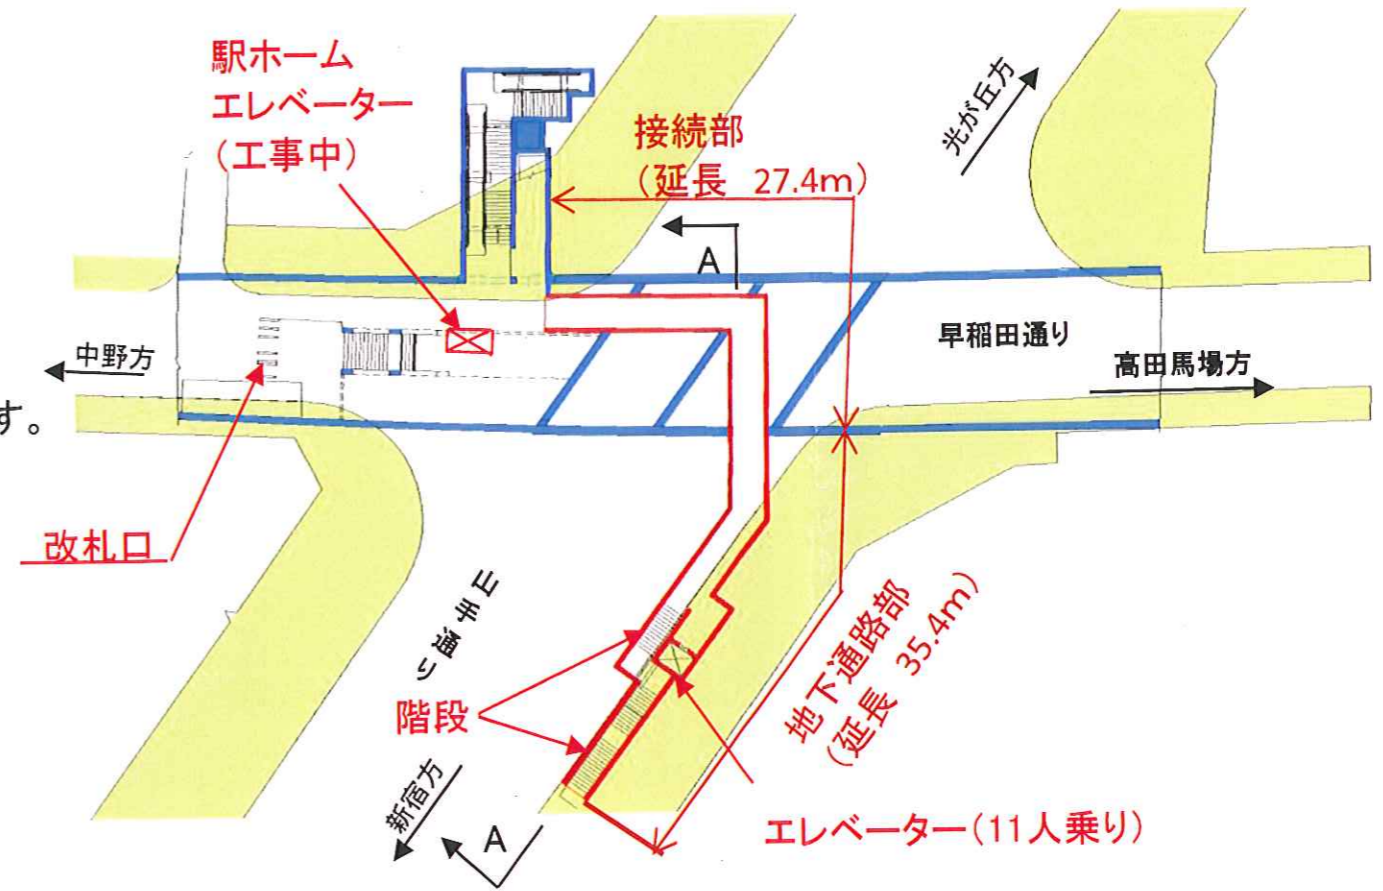 駅ホーム
エレベーター
（工事中）
接続部
（延長　27.4m）
光が丘方
A
早稲田通り
中野方
高田馬場方
す。
改札口
山手通り
階段
地下通路部
（延長　35.4m）
新宿方
A
エレベーター（11人乗り）